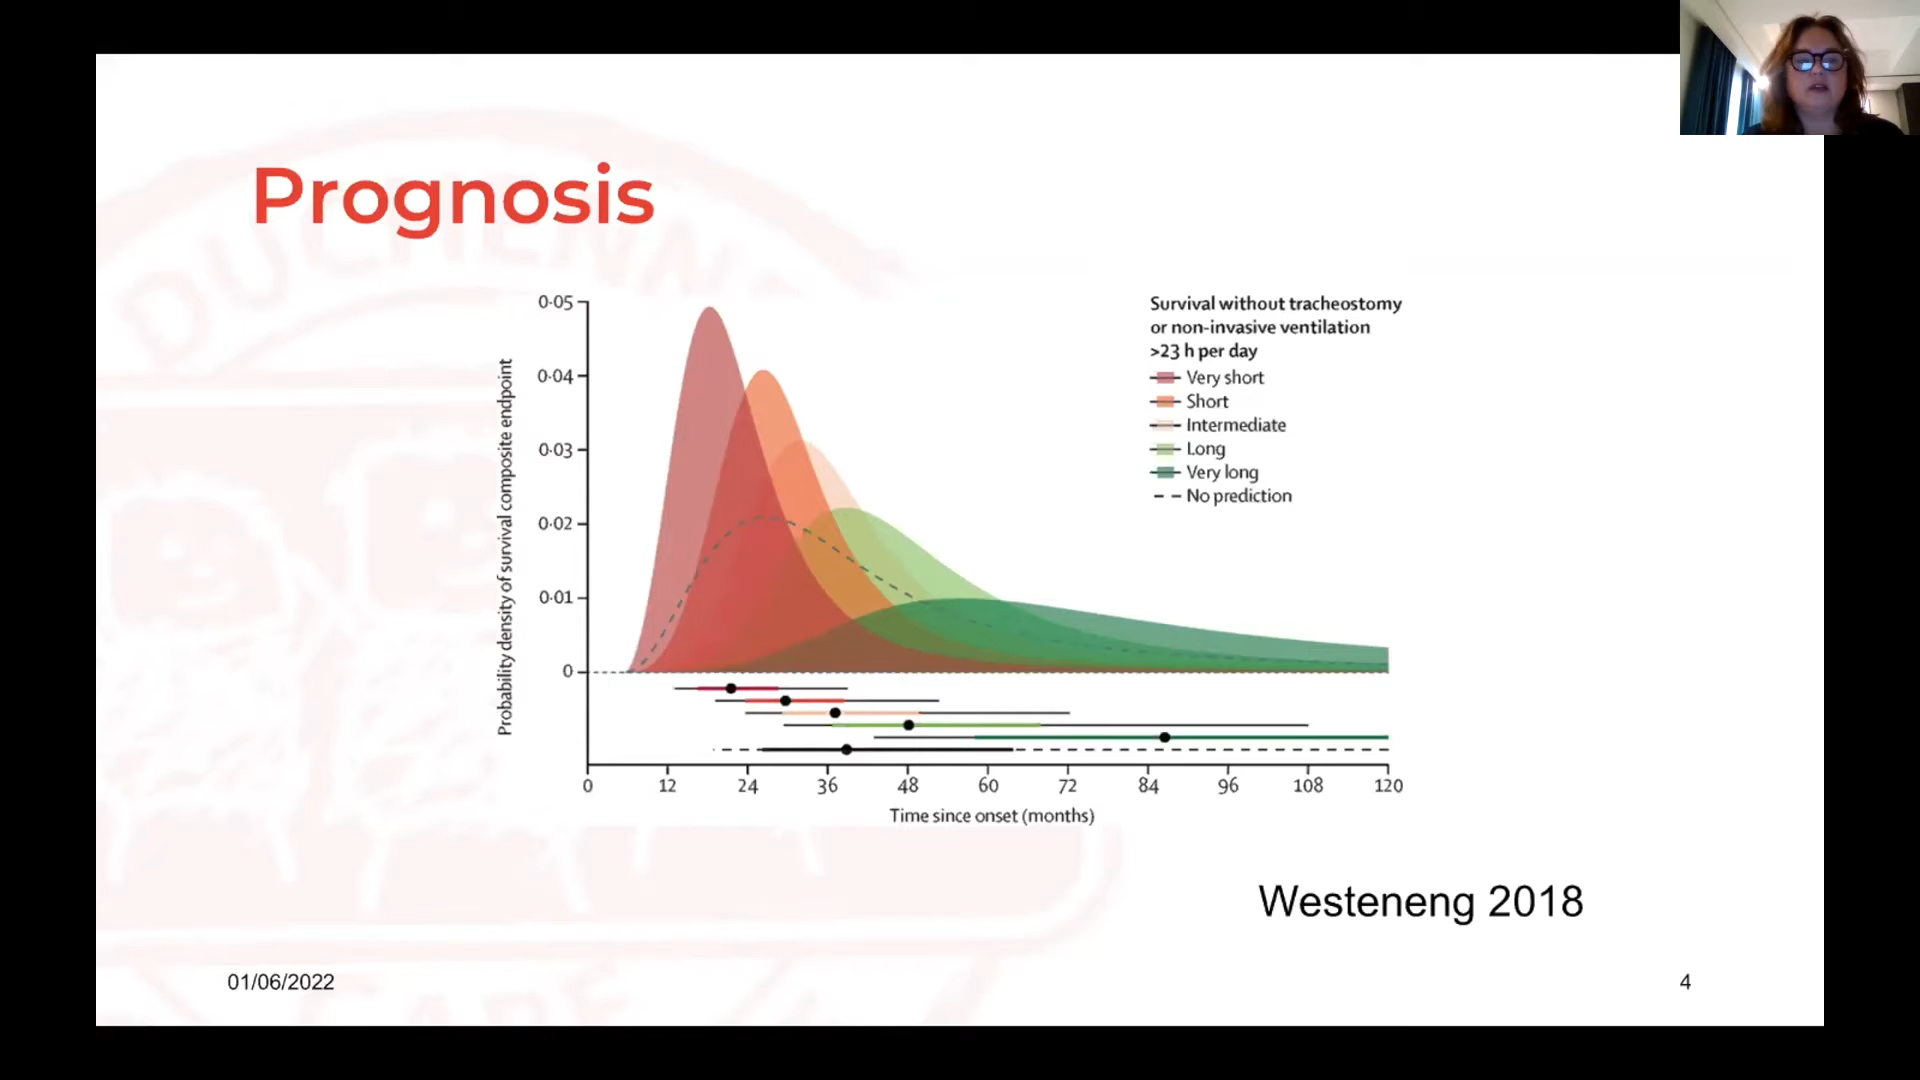 Prognosis
DUCHENN
0·05
0·04
0·03
0·02
0·01
0
Probability density of survival composite endpoint
Survival without tracheostomy
or non-invasive ventilation
>23 h per day
Very short
Short
Intermediate
Long
Very long
No prediction
0 12 24 36 48 60 72 84 96 108 120
Time since onset (months)
Westeneng 2018
CARE
01/06/2022
4